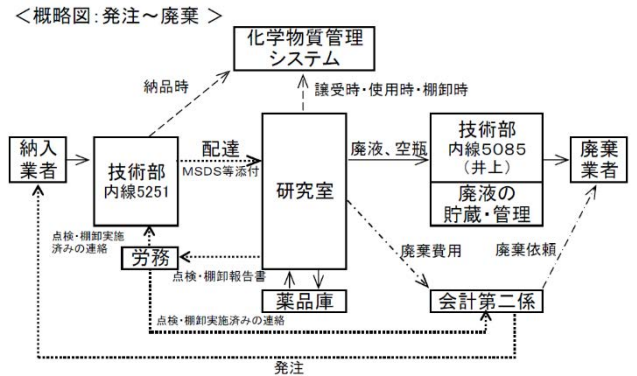 ＜概略図：発注～廃棄 ＞
化学物質管理
システム
納品時
譲受時・使用時・棚卸時
納入
業者
技術部
内線5251
配達
MSDS等添付
研究室
廃液、空瓶
技術部
内線5085
（井上）
廃液の
貯蔵・管理
廃棄
業者
点検・棚卸実施
済みの連絡
労務
点検・棚卸報告書
廃棄費用
廃棄依頼
薬品庫
会計第二係
点検・棚卸実施済みの連絡
発注